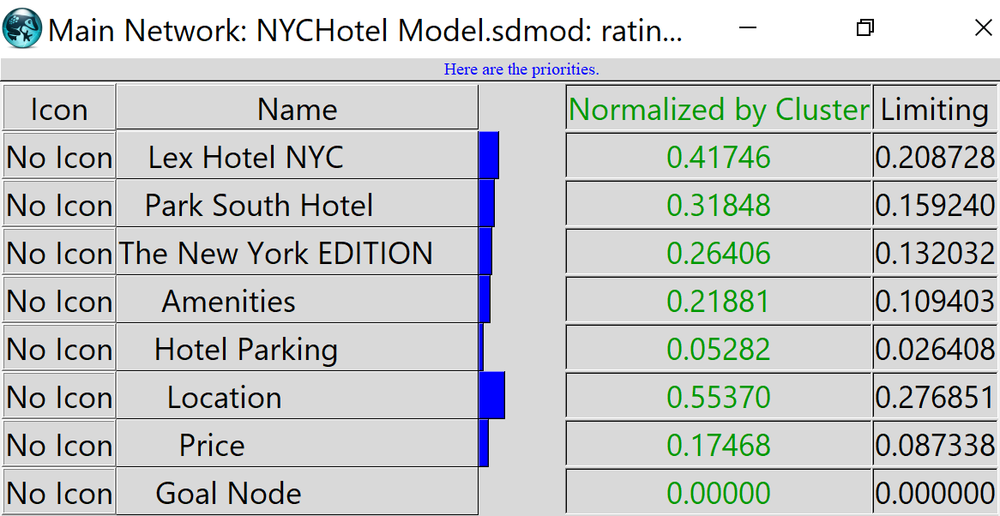 Main Network: NYCHotel Model.sdmod: ratin...
Here are the priorities.
Icon Name Normalized by Cluster Limiting
No Icon Lex Hotel NYC 0.41746 0.208728
No Icon Park South Hotel 0.31848 0.159240
No Icon The New York EDITION 0.26406 0.132032
No Icon Amenities 0.21881 0.109403
No Icon Hotel Parking 0.05282 0.026408
No Icon Location 0.55370 0.276851
No Icon Price 0.17468 0.087338
No Icon Goal Node 0.00000 0.000000